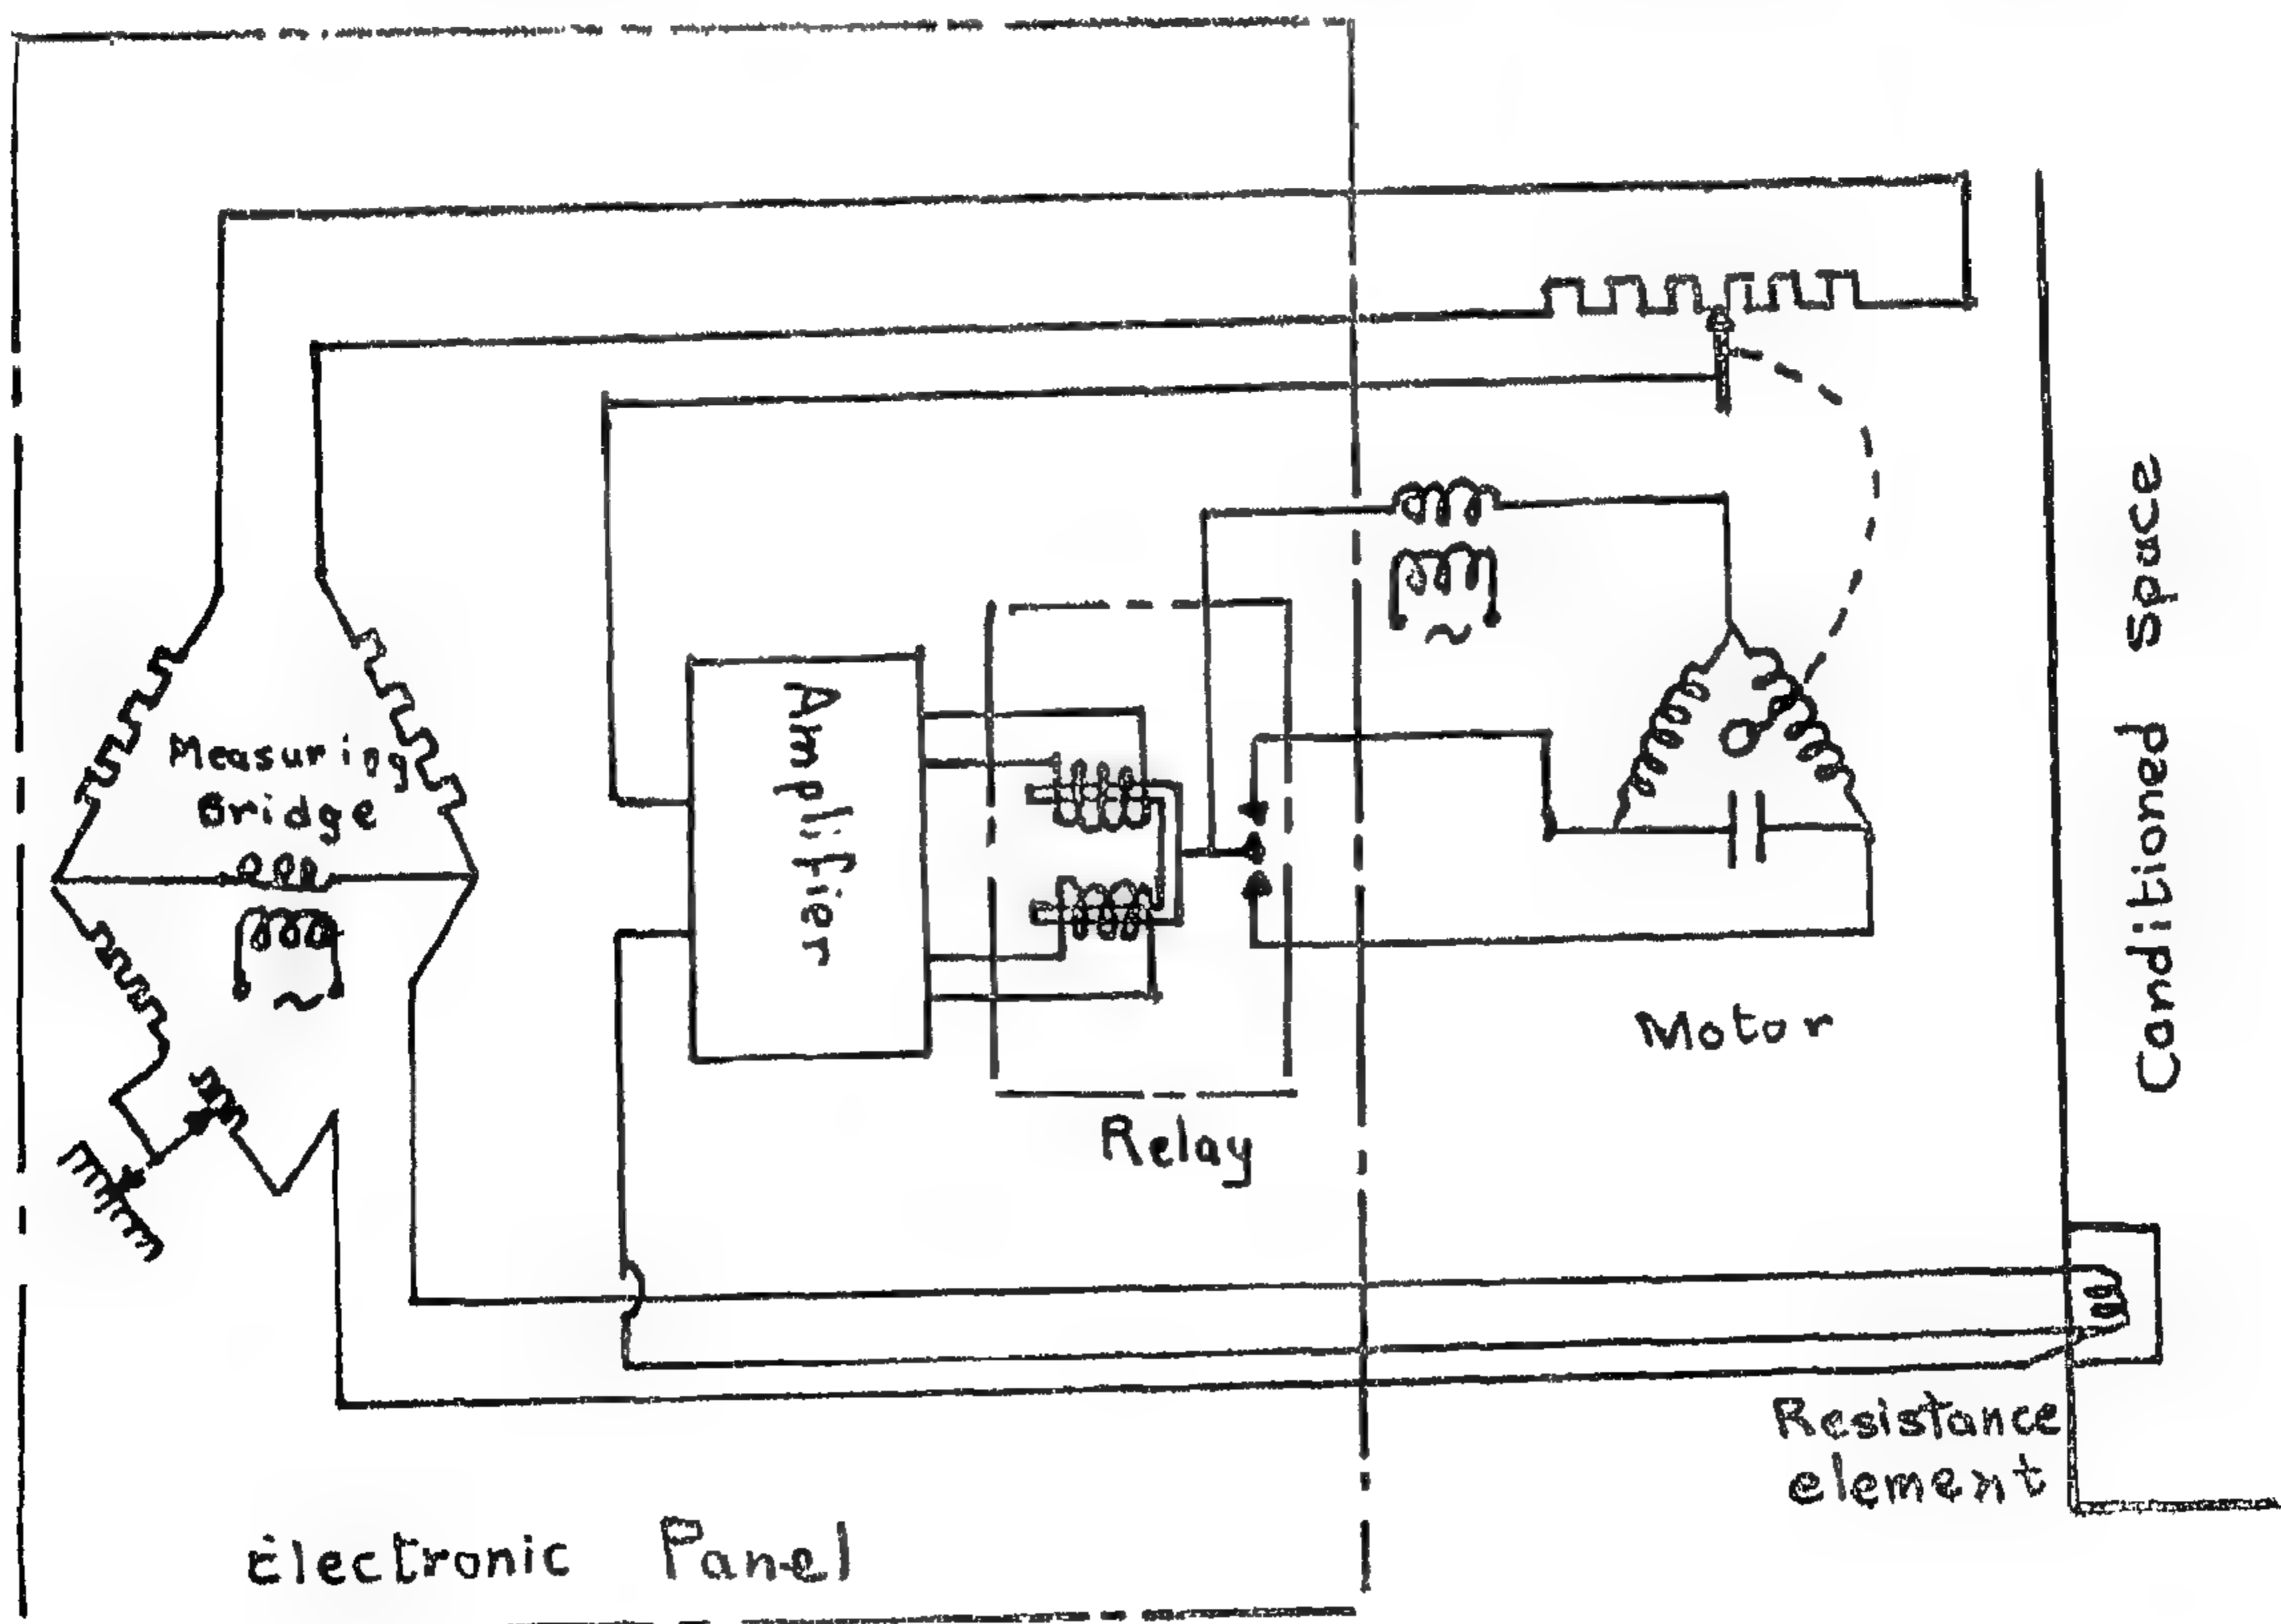 Measuring
Bridge
Amplifier
Relay
Motor
Conditioned Space
Resistance
element
Electronic Panel